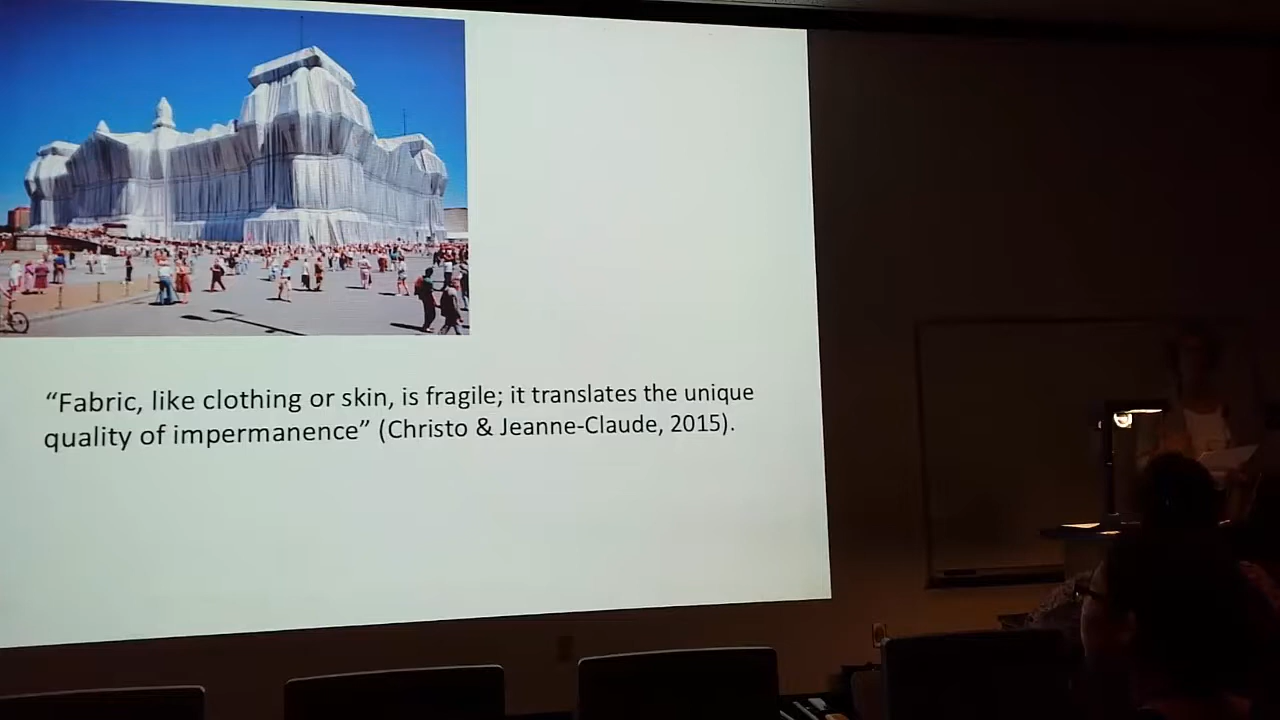 “Fabric, like clothing or skin, is fragile; it translates the unique
quality of impermanence” (Christo & Jeanne-Claude, 2015).